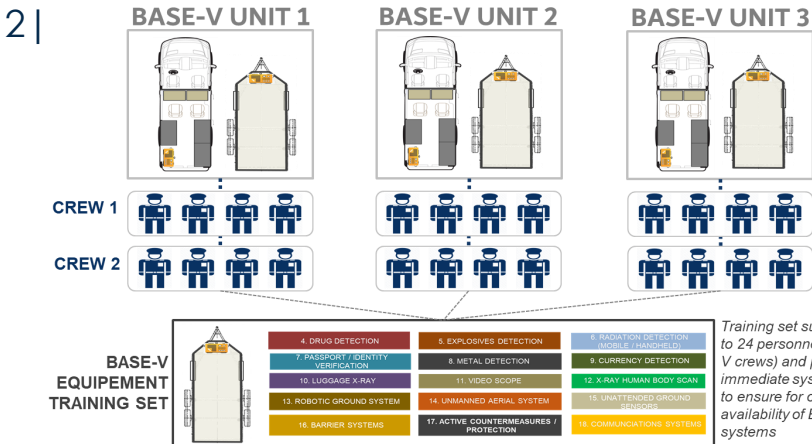 2|
BASE-V UNIT 1
BASE-V UNIT 2
BASE-V UNIT 3
CREW 1
CREW 2
BASE-V
EQUIPEMENT
TRAINING SET
4. DRUG DETECTION
5. EXPLOSIVES DETECTION
6. RADIATION DETECTION
(MOBILE / HANDHELD)
7. PASSPORT / IDENTITY
VERIFICATION
8. METAL DETECTION
9. CURRENCY DETECTION
10. LUGGAGE X-RAY
11. VIDEO SCOPE
12. X-RAY HUMAN BODY SCAN
13. ROBOTIC GROUND SYSTEM
14. UNMANNED AERIAL SYSTEM
15. UNATTENDED GROUND
SENSORS
16. BARRIER SYSTEMS
17. ACTIVE COUNTERMEASURES /
PROTECTION
18. COMMUNCIATIONS SYSTEMS
Training set
to 24 personne
V crews) and
immediate sys
to ensure for
availability of
systems